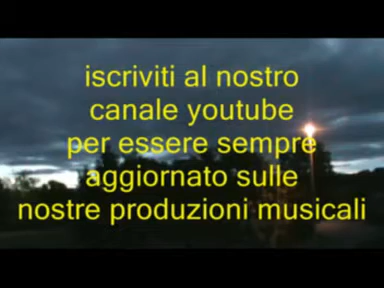 iscriviti al nostro
canale youtube
per essere sempre
aggiornato sulle
nostre produzioni musicali